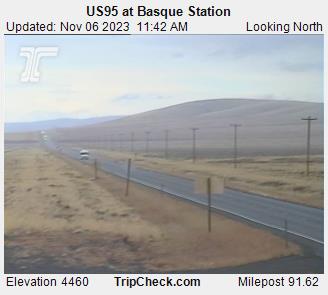 US95 at Basque Station
Updated: Nov 06 2023 11:42 AM
Looking North
Elevation 4460
TripCheck.com
Milepost 91.62